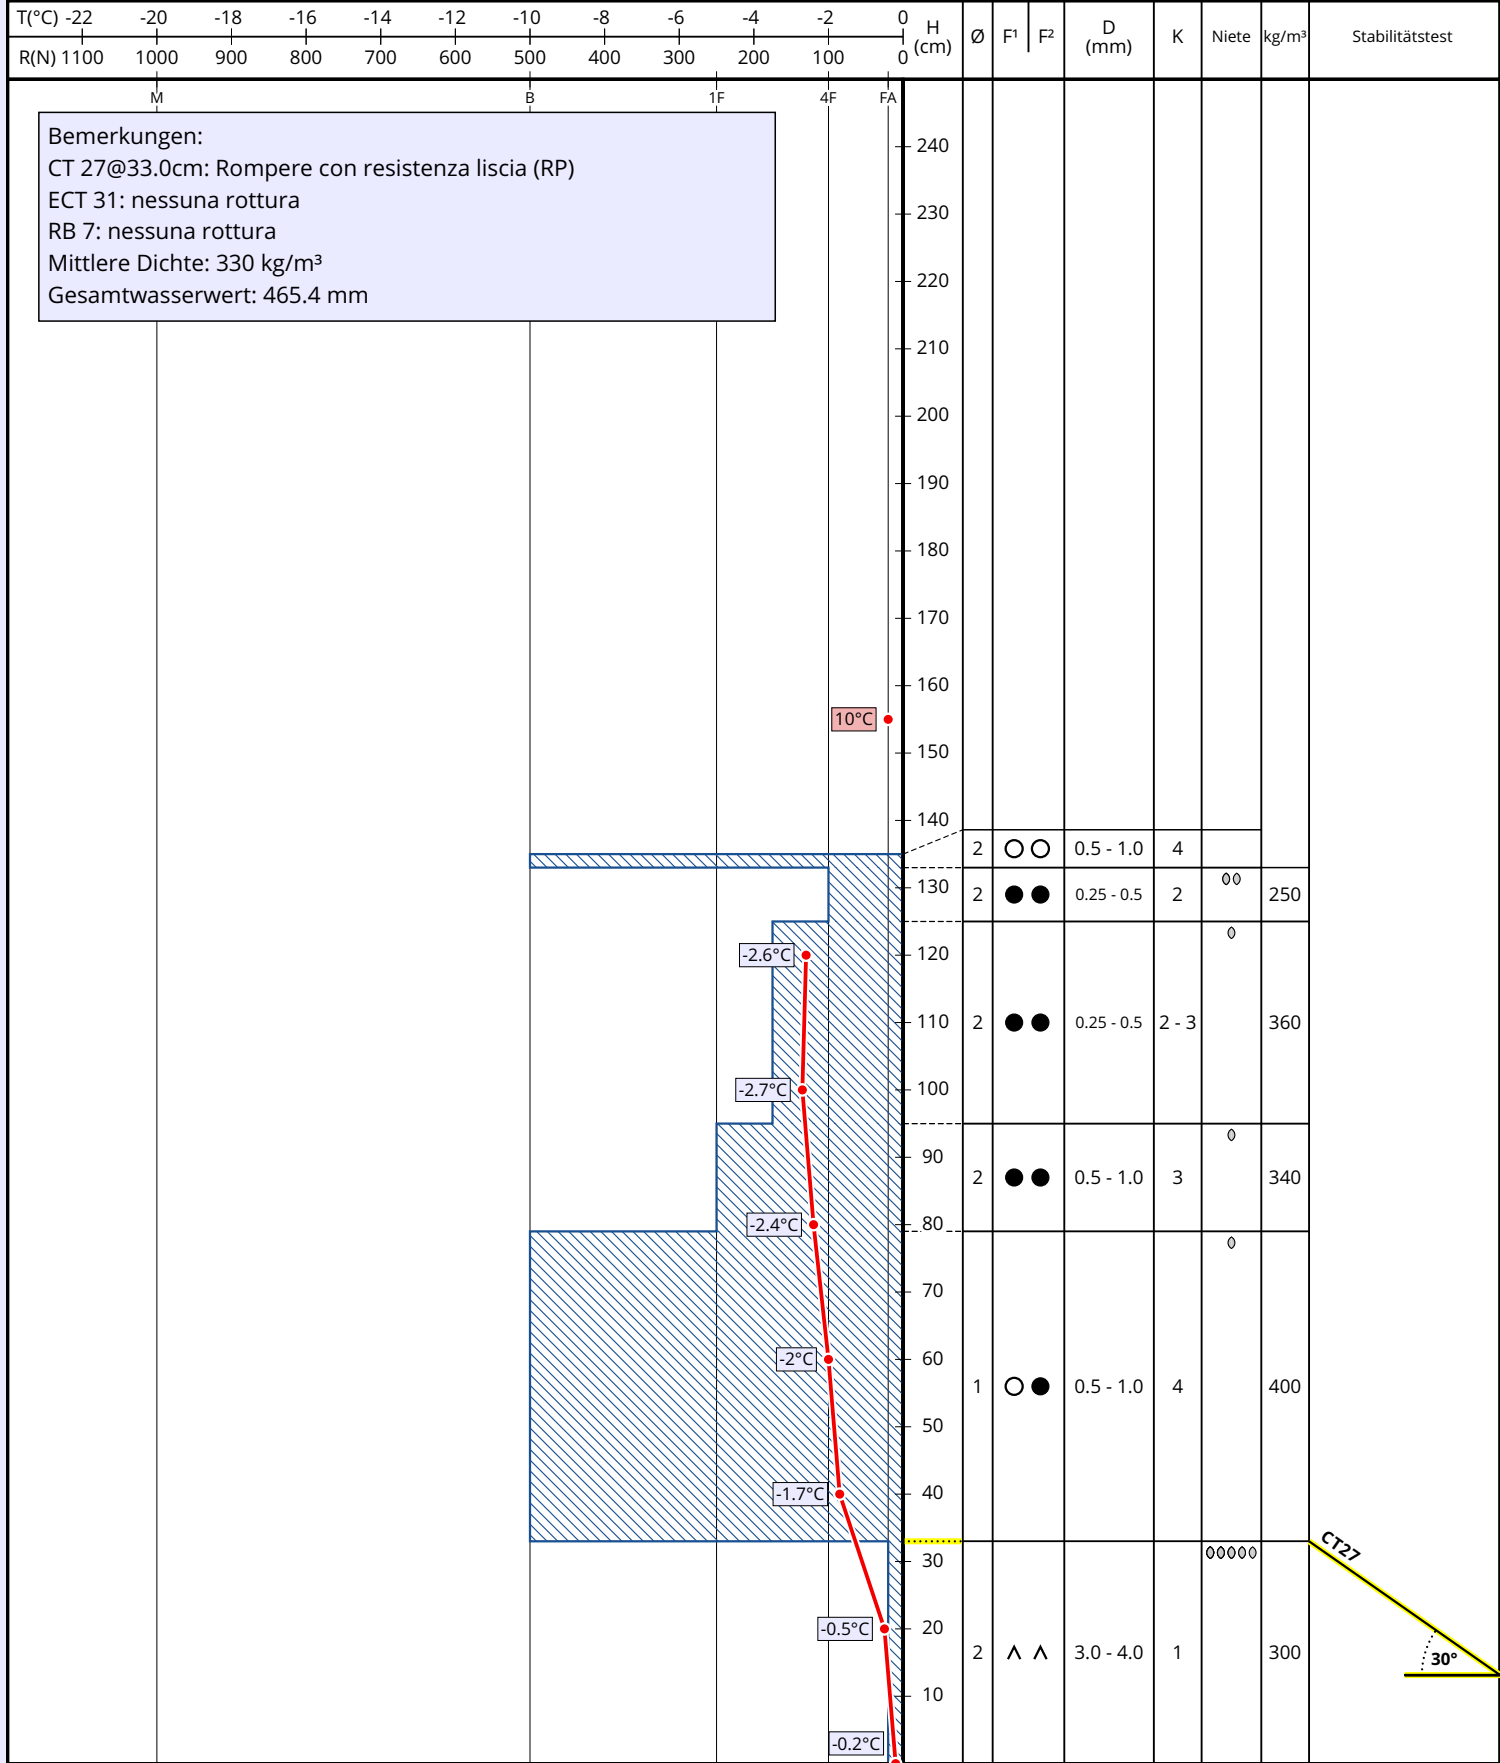 T(°C) -22 -20 -18 -16 -14 -12 -10 -8 -6 -4 -2 0
R(N) 1100 1000 900 800 700 600 500 400 300 200 100 0
H (cm) Ø F¹ F² D (mm) K Niete kg/m³ Stabilitätstest
M B 1F 4F FA
Bemerkungen:
CT 27@33.0cm: Rompere con resistenza liscia (RP)
ECT 31: nessuna rottura
RB 7: nessuna rottura
Mittlere Dichte: 330 kg/m³
Gesamtwasserwert: 465.4 mm
240
230
220
210
200
190
180
170
160
10°C
150
140
2 0.5 - 1.0 4
130
2 0.25 - 0.5 2 250
-2.6°C 120
110
2 0.25 - 0.5 2 - 3 360
-2.7°C 100
90
2 0.5 - 1.0 3 340
-2.4°C 80
70
-2°C 60
1 0.5 - 1.0 4 400
50
-1.7°C 40
CT27
30
-0.5°C 20
2 3.0 - 4.0 1 300
30°
10
-0.2°C